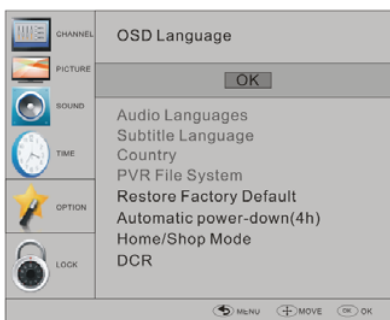 CHANNEL
PICTURE
SOUND
TIME
OPTION
LOCK
OSD Language
OK
Audio Languages
Subtitle Language
Country
PVR File System
Restore Factory Default
Automatic power-down(4h)
Home/Shop Mode
DCR
MENU MOVE OK OK